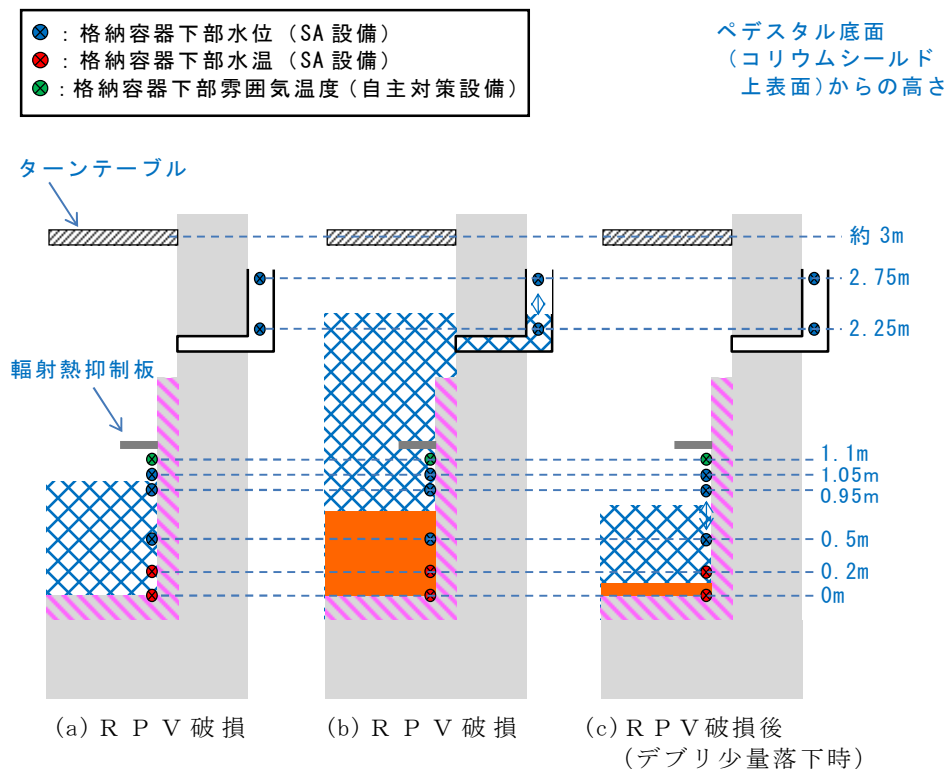 ：格納容器下部水位（SA設備）
：格納容器下部水温（SA設備）
：格納容器下部雰囲気温度（自主対策設備）
ペデスタル底面
（コリウムシールド
上表面）からの高さ
ターンテーブル
約3m
2.75m
2.25m
輻射熱抑制板
1.1m
1.05m
0.95m
0.5m
0.2m
0m
(a)ＲＰＶ破損
(b)ＲＰＶ破損
(c)ＲＰＶ破損後
（デブリ少量落下時）